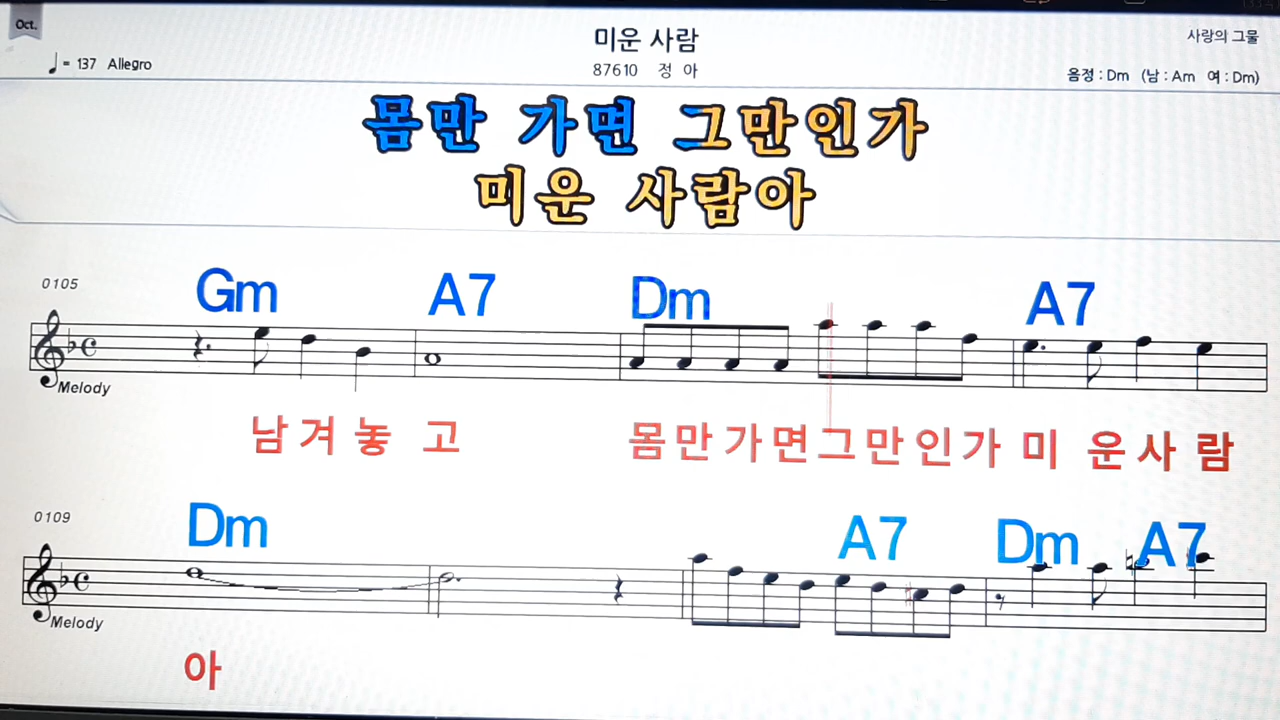 Oct.
미운 사람
사랑의 그물
♩= 137 Allegro
87610 정 아
음정 : Dm (남 : Am 여 : Dm)
몸만 가면 그만인가
미운 사람아
0105
Gm A7 Dm A7
Melody
남겨놓 고 몸만가면그만인가 미 운사 람
0109
Dm A7 Dm A7
Melody
아